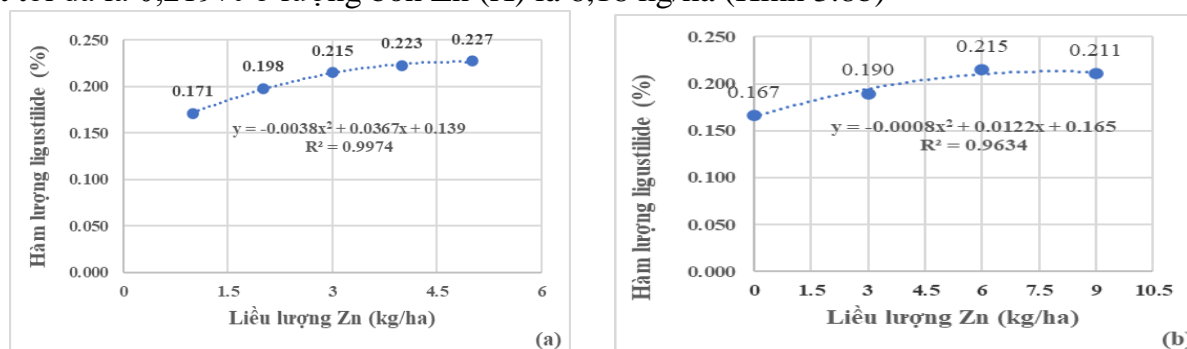 0.250
0.200
0.150
0.100
0.050
0.000
Hàm lượng ligustilide (%)
0.171
0.198
0.215
0.223
0.227
y = -0.0038x² + 0.0367x + 0.139
R² = 0.9974
0 1.5 3 4.5 6
Liều lượng Zn (kg/ha)
(a)
0.250
0.200
0.150
0.100
0.050
0.000
Hàm lượng ligustilide (%)
0.167
0.190
0.215
0.211
y = -0.0008x² + 0.0122x + 0.165
R² = 0.9634
0 1.5 3 4.5 6 7.5 9 10.5
Liều lượng Zn (kg/ha)
(b)